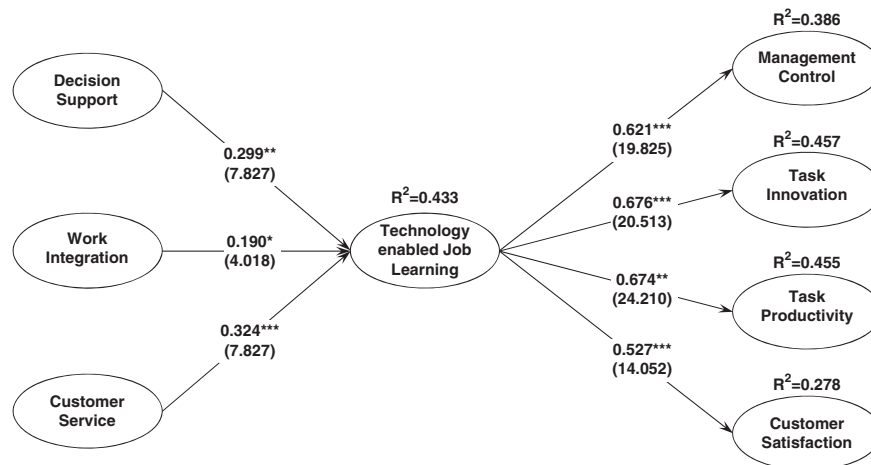 Decision
Support
Work
Integration
Customer
Service
0.299**
(7.827)
0.190*
(4.018)
0.324***
(7.827)
R²=0.433
Technology
enabled Job
Learning
0.621***
(19.825)
0.676***
(20.513)
0.674**
(24.210)
0.527***
(14.052)
R²=0.386
Management
Control
R²=0.457
Task
Innovation
R²=0.455
Task
Productivity
R²=0.278
Customer
Satisfaction